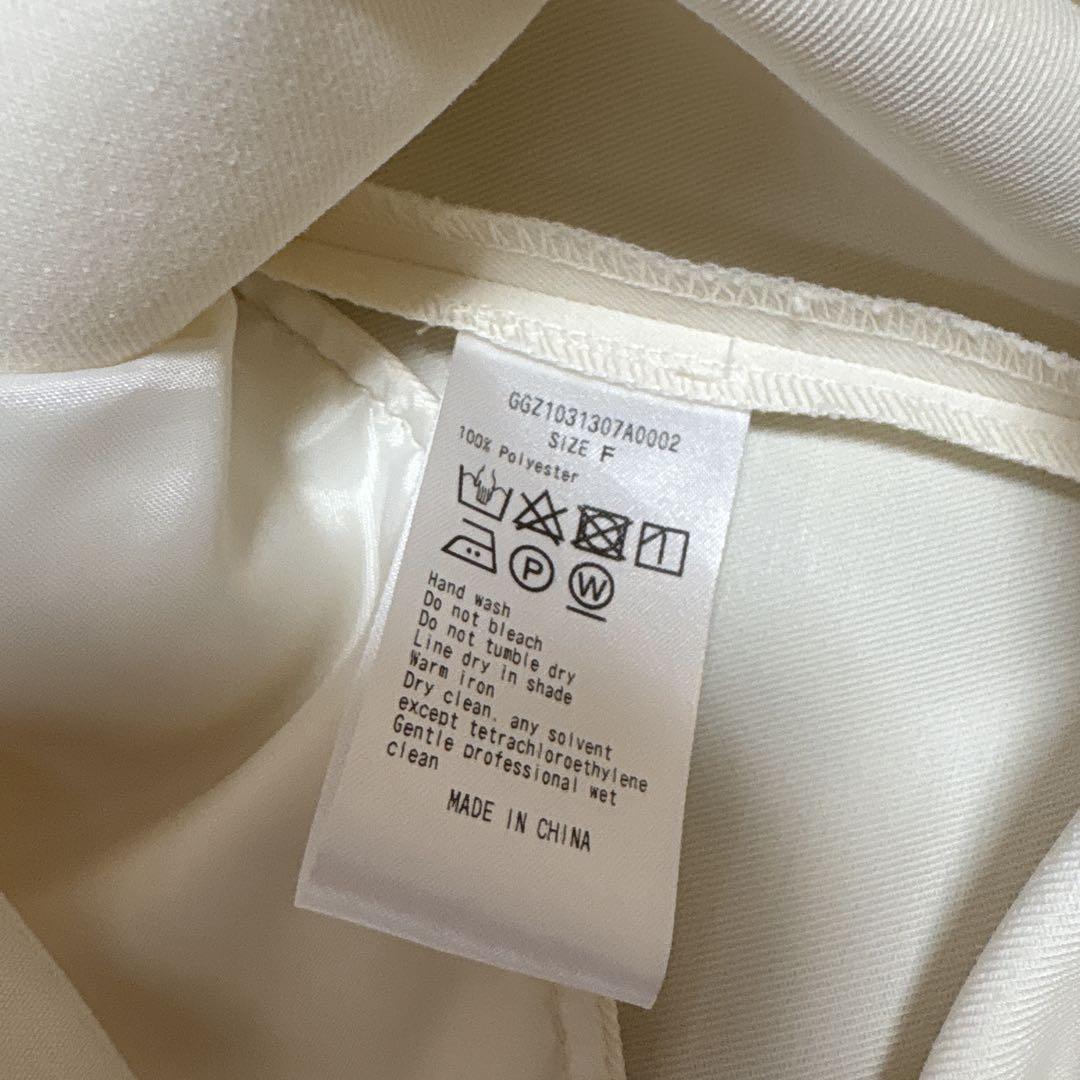 GGZ1031307A0002
SIZE F
100% Polyester
P W
Hand wash
Do not bleach
Do not tumble dry
Line dry in shade
Warm iron
Dry clean, any solvent
except tetrachloroethylene
Gentle professional wet
clean
MADE IN CHINA